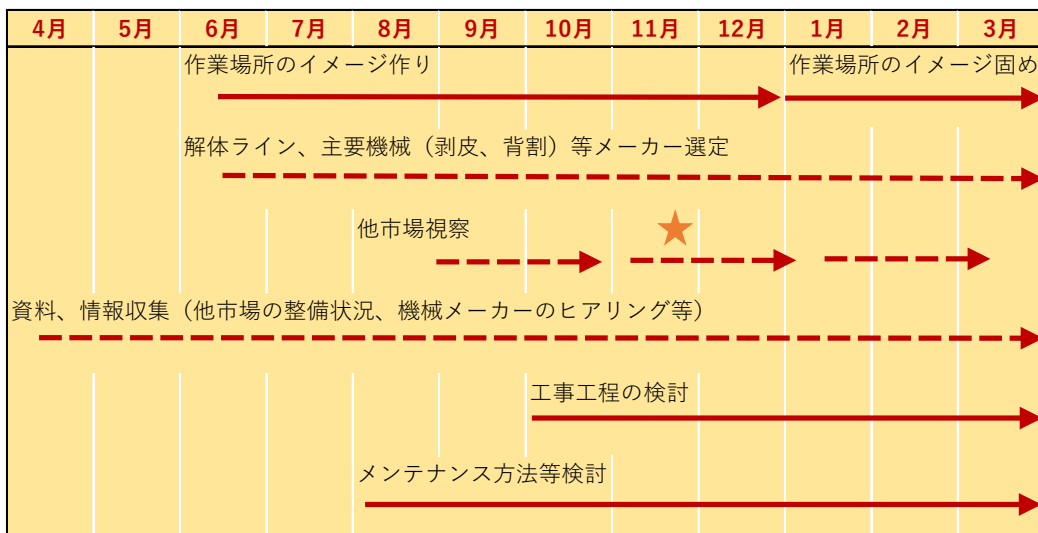 4月 5月 6月 7月 8月 9月 10月 11月 12月 1月 2月 3月
作業場所のイメージ作り
作業場所のイメージ固め
解体ライン、主要機械（剥皮、背割）等メーカー選定
他市場視察
資料、情報収集（他市場の整備状況、機械メーカーのヒアリング等）
工事工程の検討
メンテナンス方法等検討